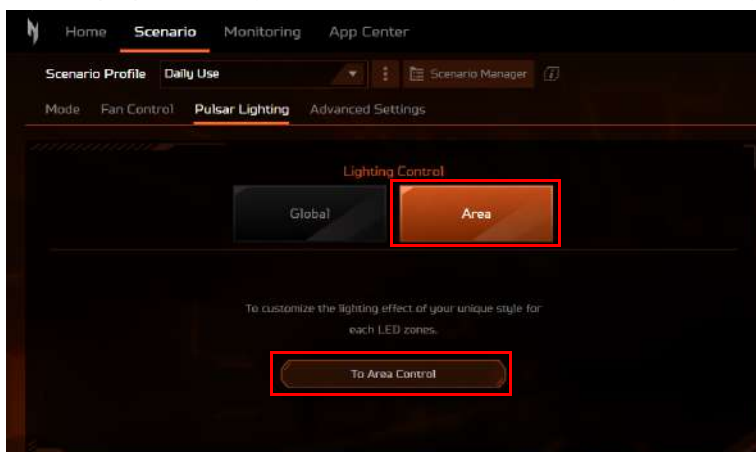 Home Scenario Monitoring App Center
Scenario Profile Daily Use Scenario Manager
Mode Fan Control Pulsar Lighting Advanced Settings
Lighting Control
Global Area
To customize the lighting effect of your unique style for
each LED zones.
To Area Control